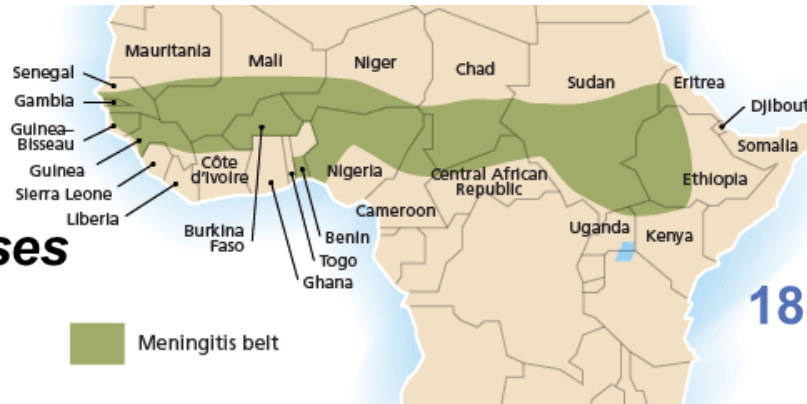 Mauritania
Mali
Niger
Chad
Sudan
Eritrea
Djibout
Somalia
Ethiopia
Senegal
Gambia
Guinea-
Bisseau
Guinea
Sierra Leone
Liberia
Côte
d'Ivoire
Burkina
Faso
Nigeria
Benin
Togo
Ghana
Cameroon
Central African
Republic
Uganda
Kenya
ses
18
Meningitis belt